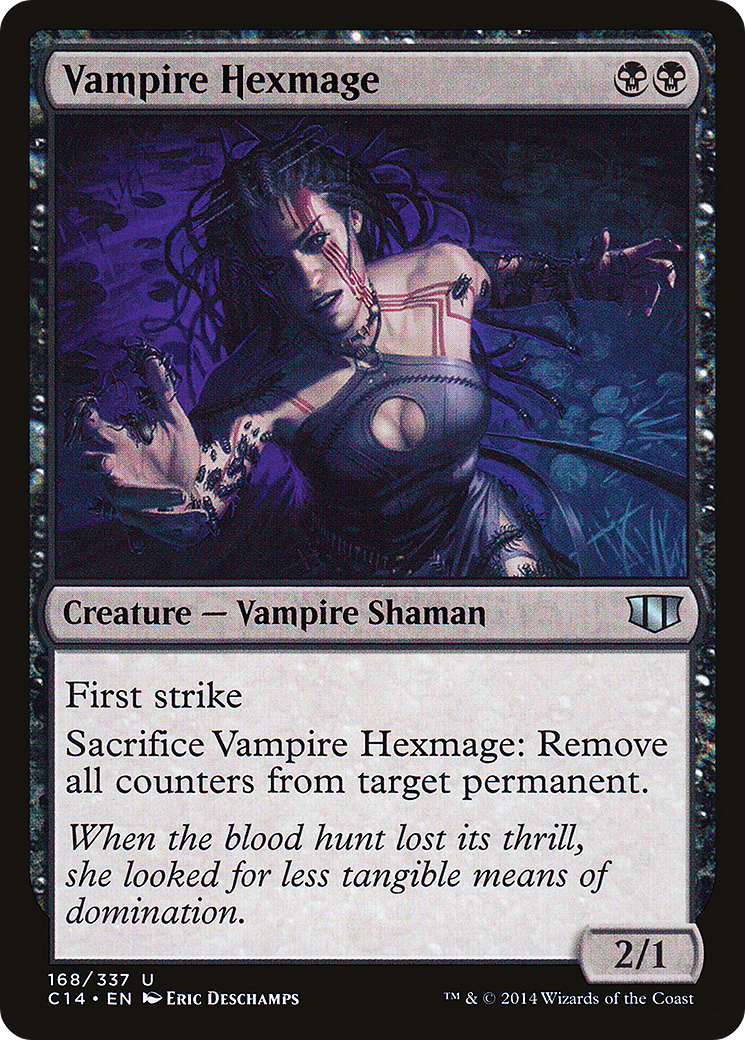 Vampire Hexmage
Creature — Vampire Shaman
First strike
Sacrifice Vampire Hexmage: Remove
all counters from target permanent.
When the blood hunt lost its thrill,
she looked for less tangible means of
domination.
2/1
168/337 U
C14 • EN Eric Deschamps
™ & © 2014 Wizards of the Coast